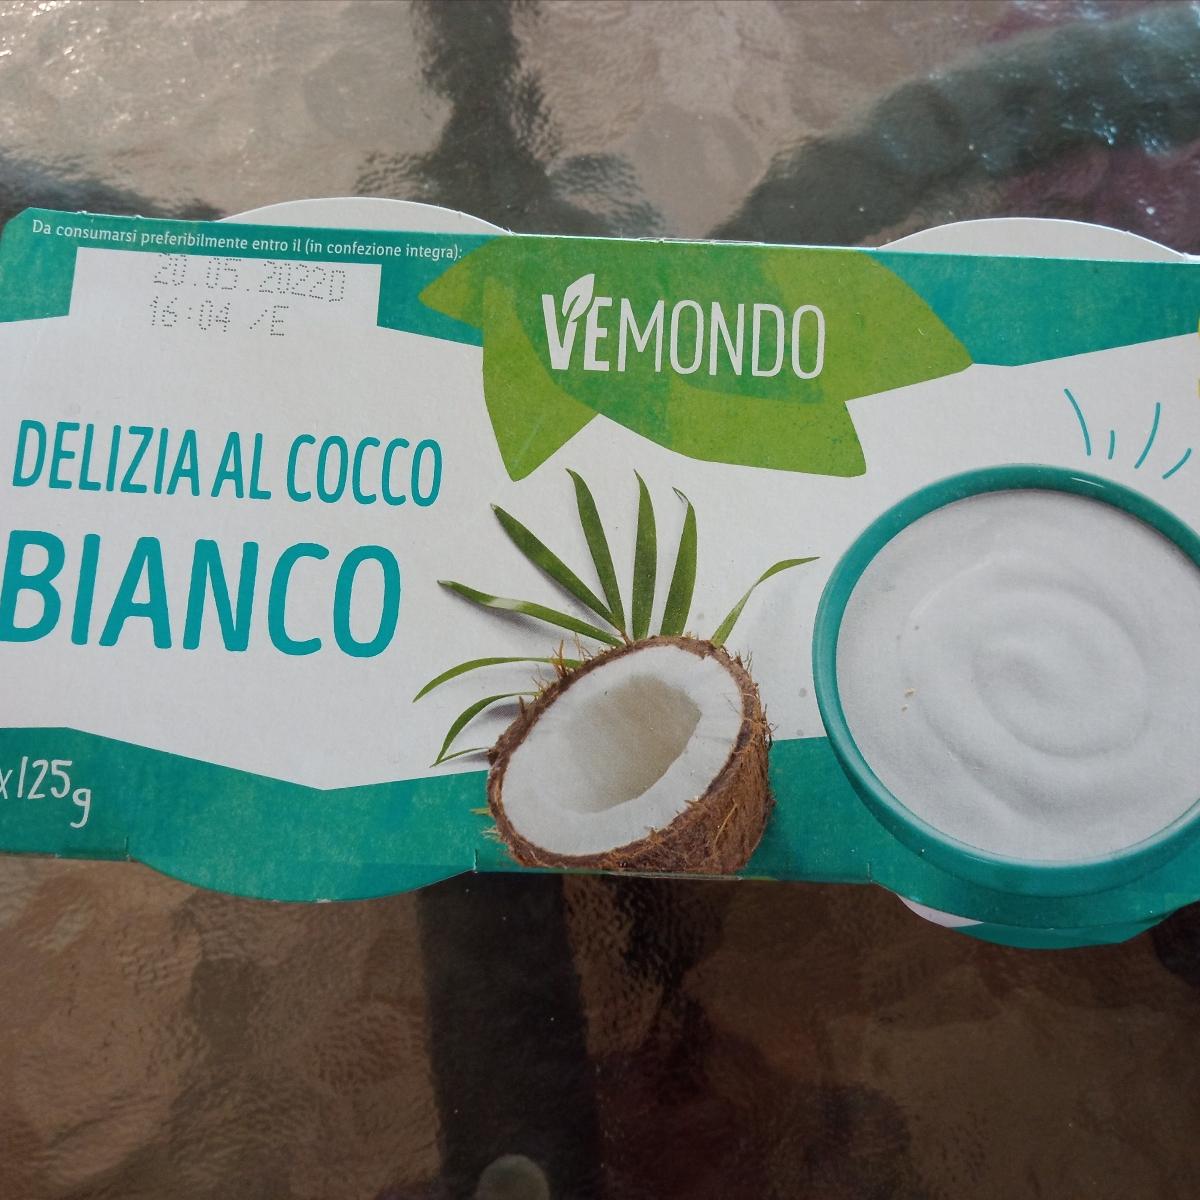 Da consumarsi preferibilmente entro il (in confezione integra):
20.05.2022D
16:04 /E
VEMONDO
DELIZIA AL COCCO
BIANCO
x125g